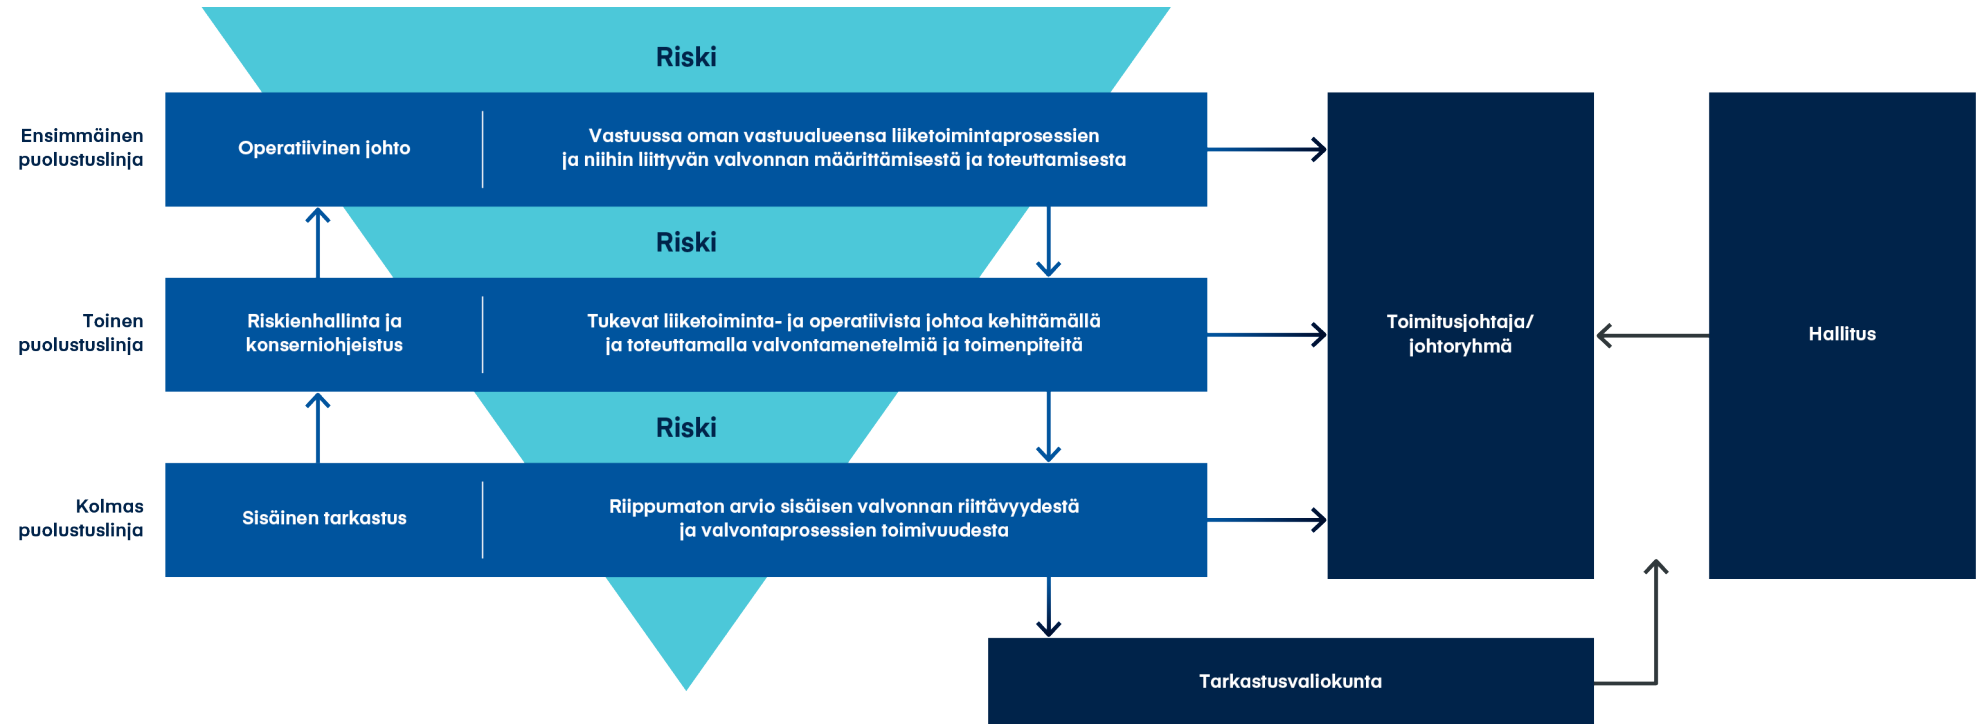 Riski
Ensimmäinen
puolustuslinja
Operatiivinen johto
Vastuussa oman vastuualueensa liiketoimintaprosessien
ja niihin liittyvän valvonnan määrittämisestä ja toteuttamisesta
Riski
Toinen
puolustuslinja
Riskienhallinta ja
konserniohjeistus
Tukevat liiketoiminta- ja operatiivista johtoa kehittämällä
ja toteuttamalla valvontamenetelmiä ja toimenpiteitä
Riski
Kolmas
puolustuslinja
Sisäinen tarkastus
Riippumaton arvio sisäisen valvonnan riittävyydestä
ja valvontaprosessien toimivuudesta
Toimitusjohtaja/
johtoryhmä
Hallitus
Tarkastusvaliokunta